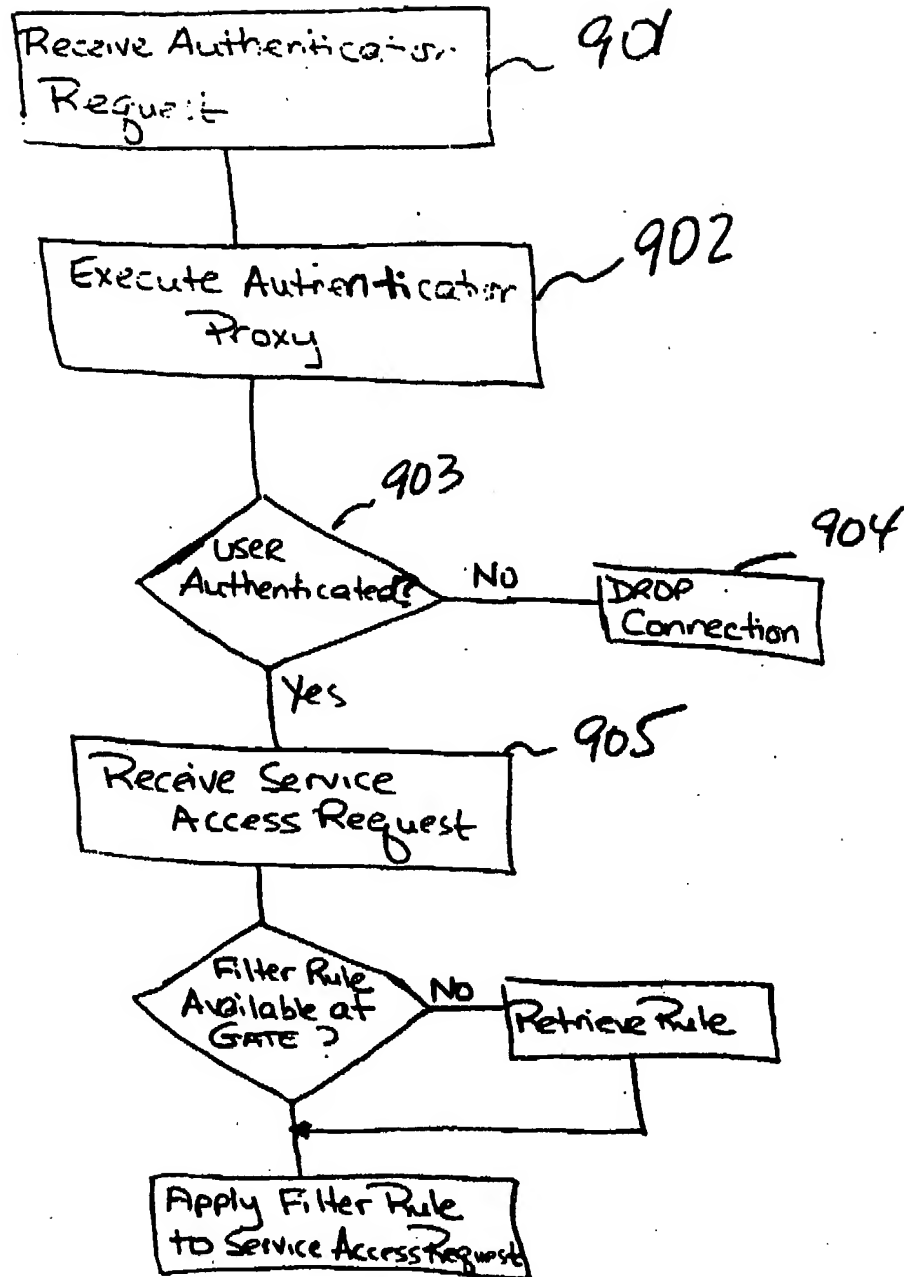 Receive Authentication
Request
901
Execute Authentication
Proxy
902
903
USER
Authenticated?
No
904
DROP
Connection
Yes
905
Receive Service
Access Request
Filter Rule
Available at
GATE ?
No
Retrieve Rule
Apply Filter Rule
to Service Access Request